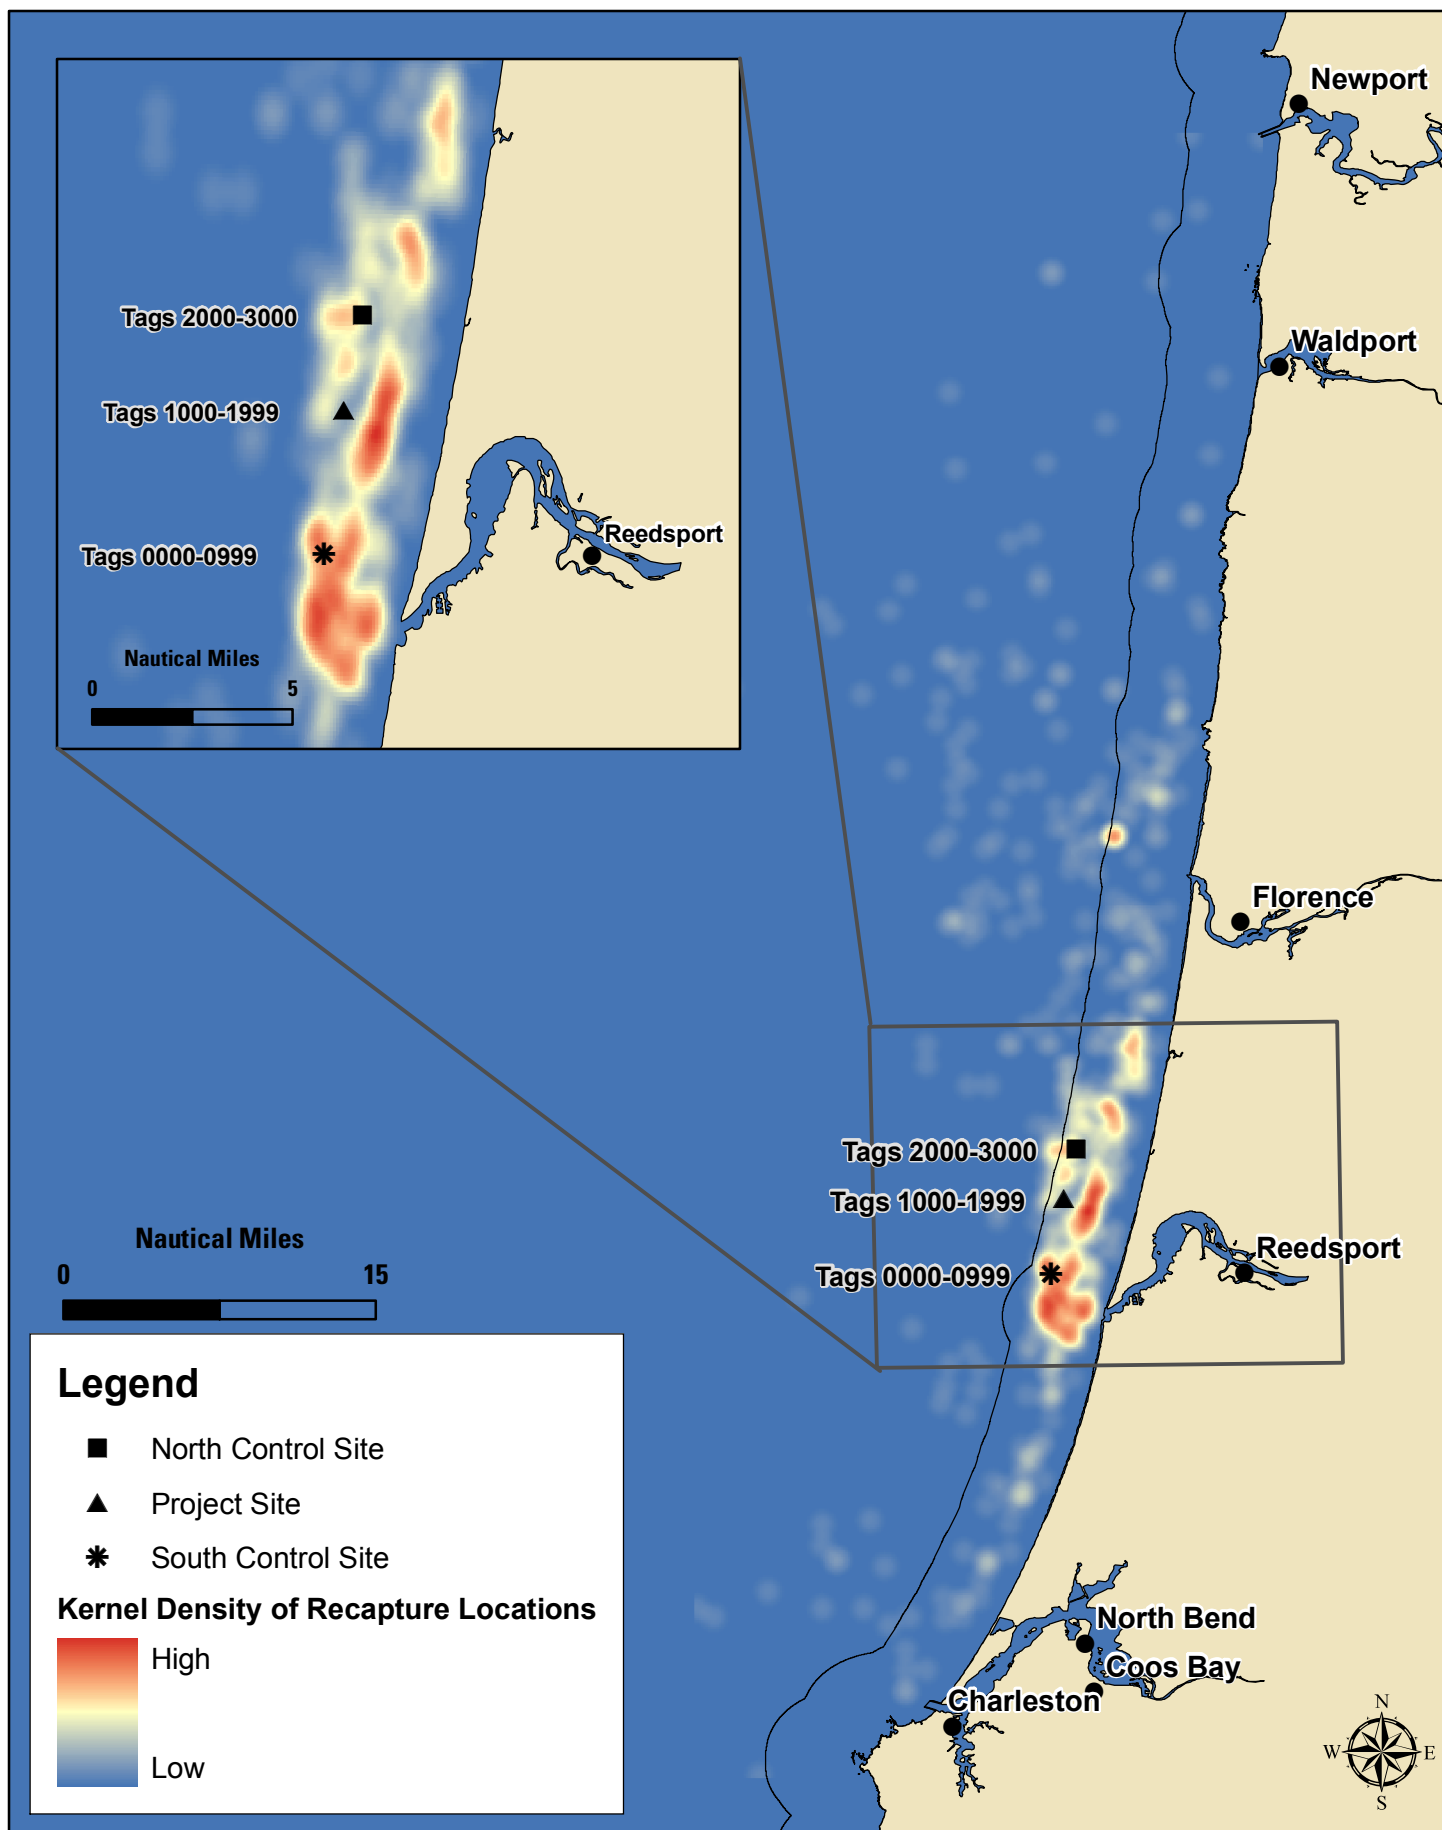 Newport
Waldport
Florence
Tags 2000-3000
Tags 1000-1999
Tags 0000-0999
Reedsport
Nautical Miles
0 5
Tags 2000-3000
Tags 1000-1999
Tags 0000-0999
Reedsport
Nautical Miles
0 15
Legend
North Control Site
Project Site
South Control Site
Kernel Density of Recapture Locations
High
Low
North Bend
Coos Bay
Charleston
N
W E
S